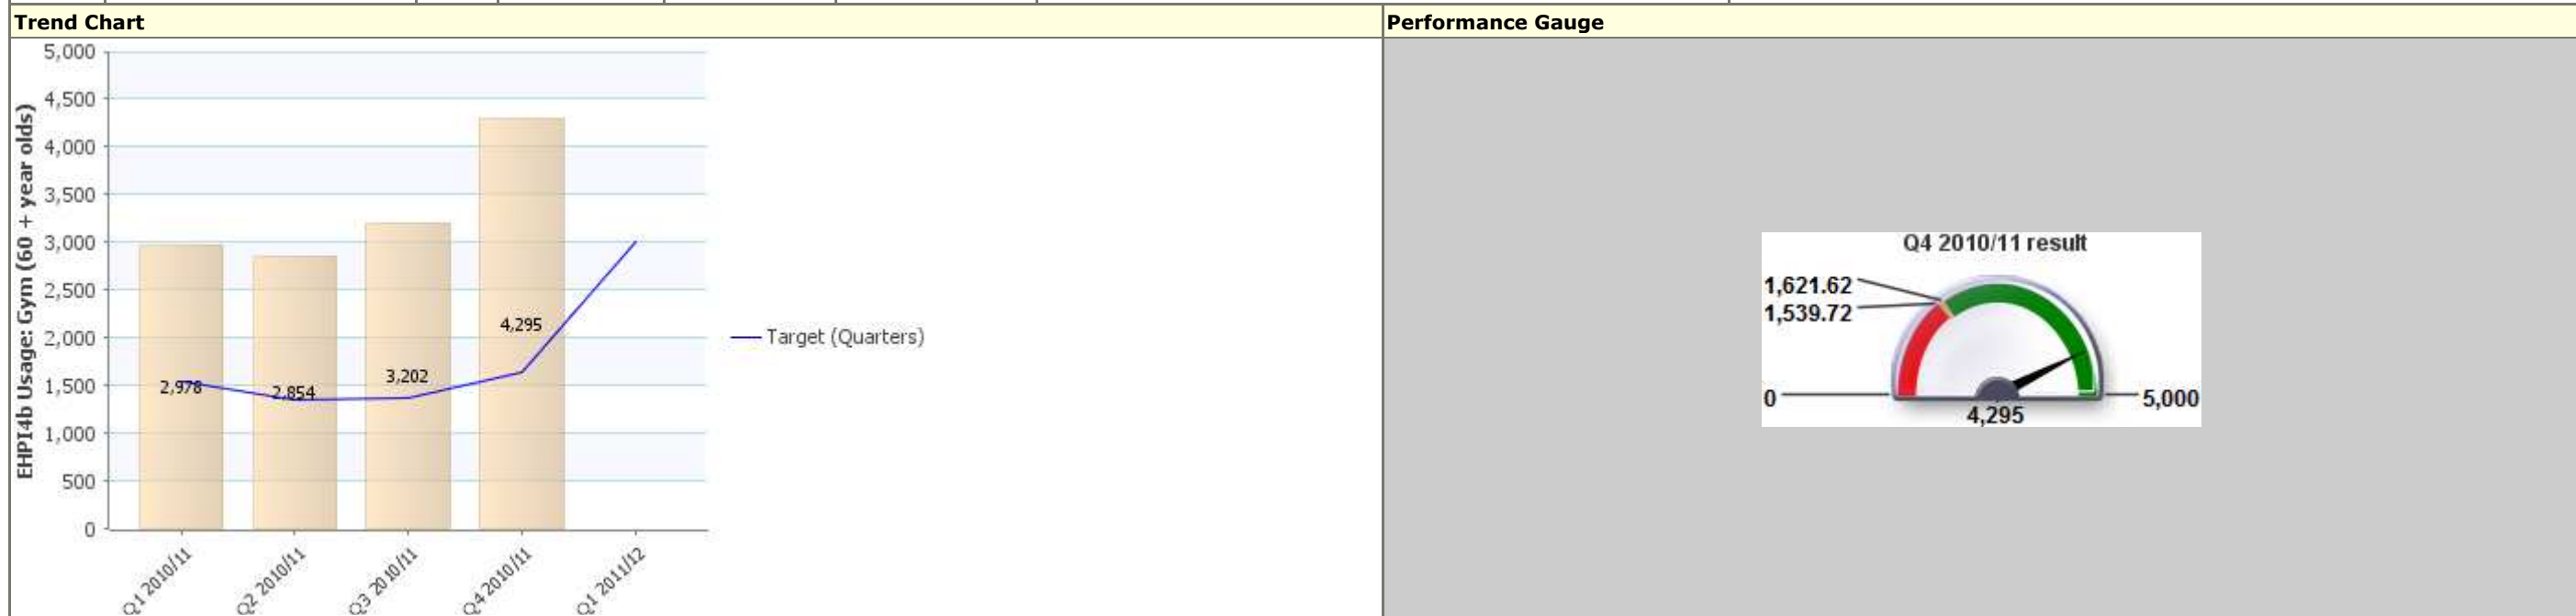 Trend Chart
Performance Gauge
EHPI4b Usage: Gym (60 + year olds)
5,000
4,500
4,000
3,500
3,000
2,500
2,000
1,500
1,000
500
0
2,978
2,854
3,202
4,295
Q1 2010/11
Q2 2010/11
Q3 2010/11
Q4 2010/11
Q1 2011/12
Target (Quarters)
Q4 2010/11 result
1,621.62
1,539.72
0
5,000
4,295